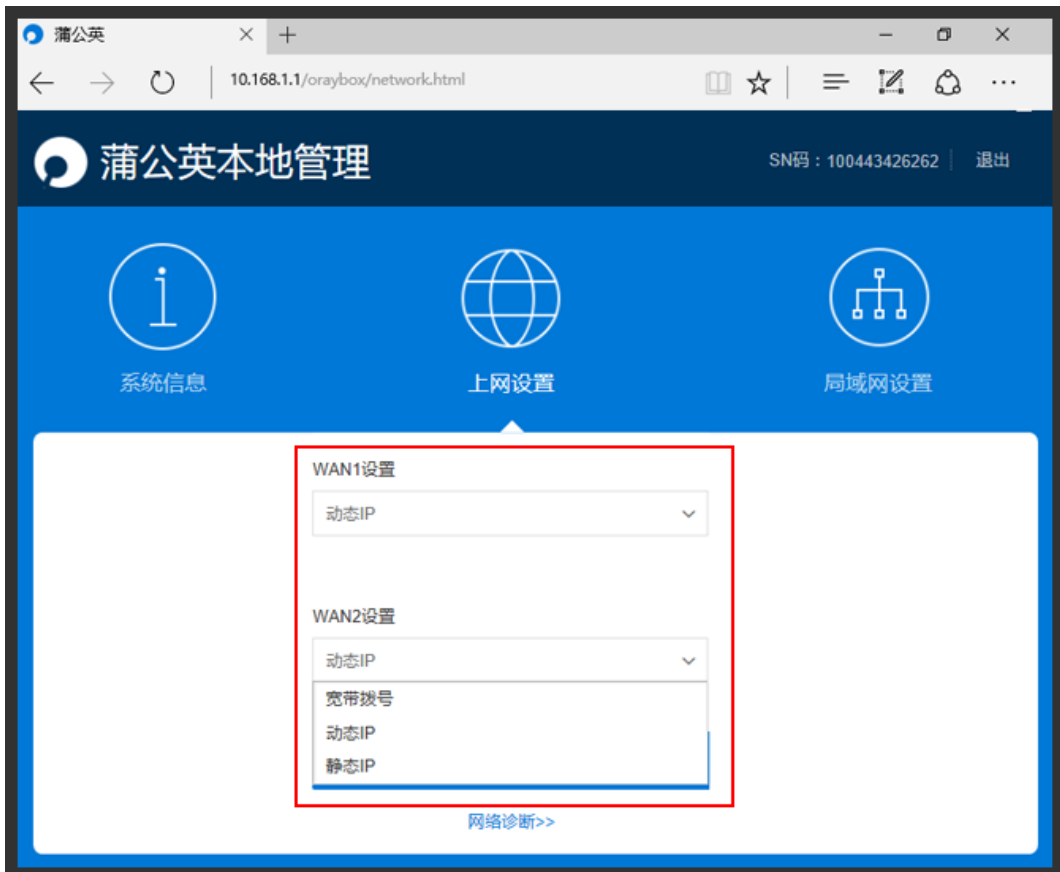 蒲公英
10.168.1.1/oraybox/network.html
蒲公英本地管理
SN码：100443426262
退出
系统信息
上网设置
局域网设置
WAN1设置
动态IP
WAN2设置
动态IP
宽带拨号
动态IP
静态IP
网络诊断>>